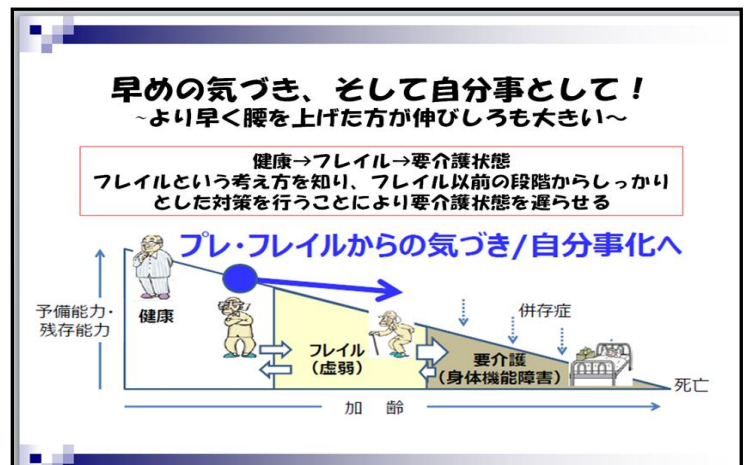 早めの気づき、そして自分事として！
~より早く腰を上げた方が伸びしろも大きい～
健康→フレイル→要介護状態
フレイルという考え方を知り、フレイル以前の段階からしっかり
とした対策を行うことにより要介護状態を遅らせる
プレ・フレイルからの気づき/自分事化へ
予備能力・
残存能力
健康
フレイル
（虚弱）
併存症
要介護
（身体機能障害）
死亡
加　齢